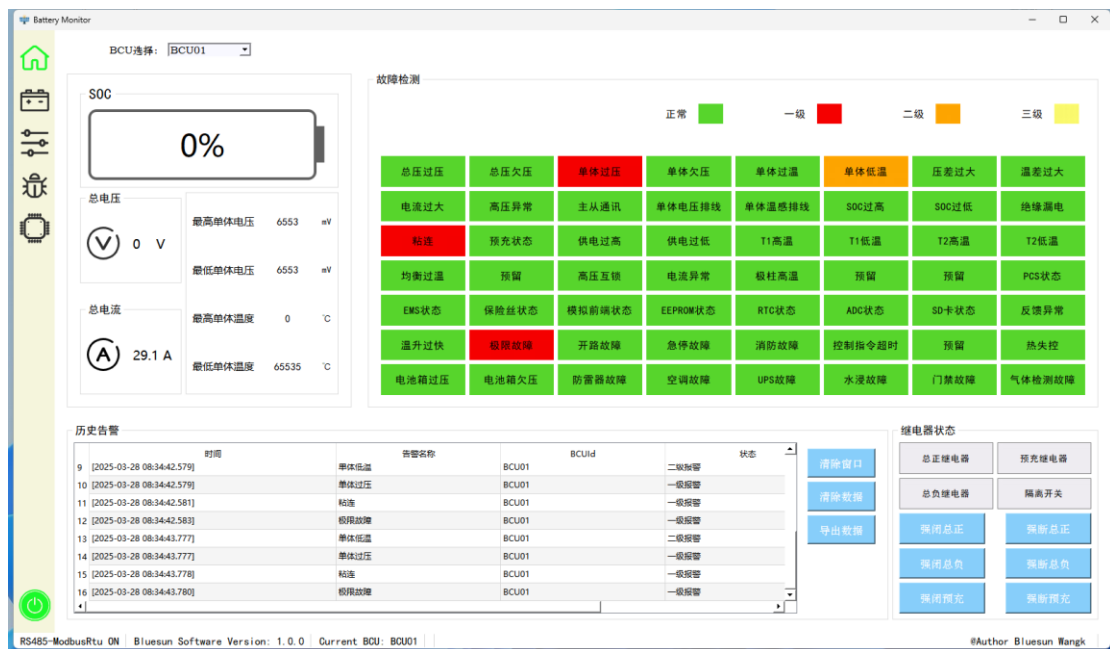 Battery Monitor
BCU选择: BCU01
SOC
0%
总电压
0 V
最高单体电压 6553 mV
最低单体电压 6553 mV
总电流
29.1 A
最高单体温度 0 ℃
最低单体温度 65535 ℃
故障检测
正常 一级 二级 三级
总压过压 总压欠压 单体过压 单体欠压 单体过温 单体低温 压差过大 温差过大
电流过大 高压异常 主从通讯 单体电压排线 单体温感排线 SOC过高 SOC过低 绝缘漏电
粘连 预充状态 供电过高 供电过低 T1高温 T1低温 T2高温 T2低温
均衡过温 预留 高压互锁 电流异常 极柱高温 预留 预留 PCS状态
EMS状态 保险丝状态 模拟前端状态 EEPROM状态 RTC状态 ADC状态 SD卡状态 反馈异常
温升过快 极限故障 开路故障 急停故障 消防故障 控制指令超时 预留 热失控
电池箱过压 电池箱欠压 防雷器故障 空调故障 UPS故障 水浸故障 门禁故障 气体检测故障
历史告警
时间 告警名称 BCUId 状态
9 [2025-03-28 08:34:42.579] 单体低温 BCU01 二级报警
10 [2025-03-28 08:34:42.579] 单体过压 BCU01 一级报警
11 [2025-03-28 08:34:42.581] 粘连 BCU01 一级报警
12 [2025-03-28 08:34:42.583] 极限故障 BCU01 一级报警
13 [2025-03-28 08:34:43.777] 单体低温 BCU01 二级报警
14 [2025-03-28 08:34:43.777] 单体过压 BCU01 一级报警
15 [2025-03-28 08:34:43.778] 粘连 BCU01 一级报警
16 [2025-03-28 08:34:43.780] 极限故障 BCU01 一级报警
清除窗口
清除数据
导出数据
继电器状态
总正继电器 预充继电器
总负继电器 隔离开关
强闭总正 强断总正
强闭总负 强断总负
强闭预充 强断预充
RS485-ModbusRtu ON Bluesun Software Version: 1.0.0 Current BCU: BCU01 @Author Bluesun Wangk